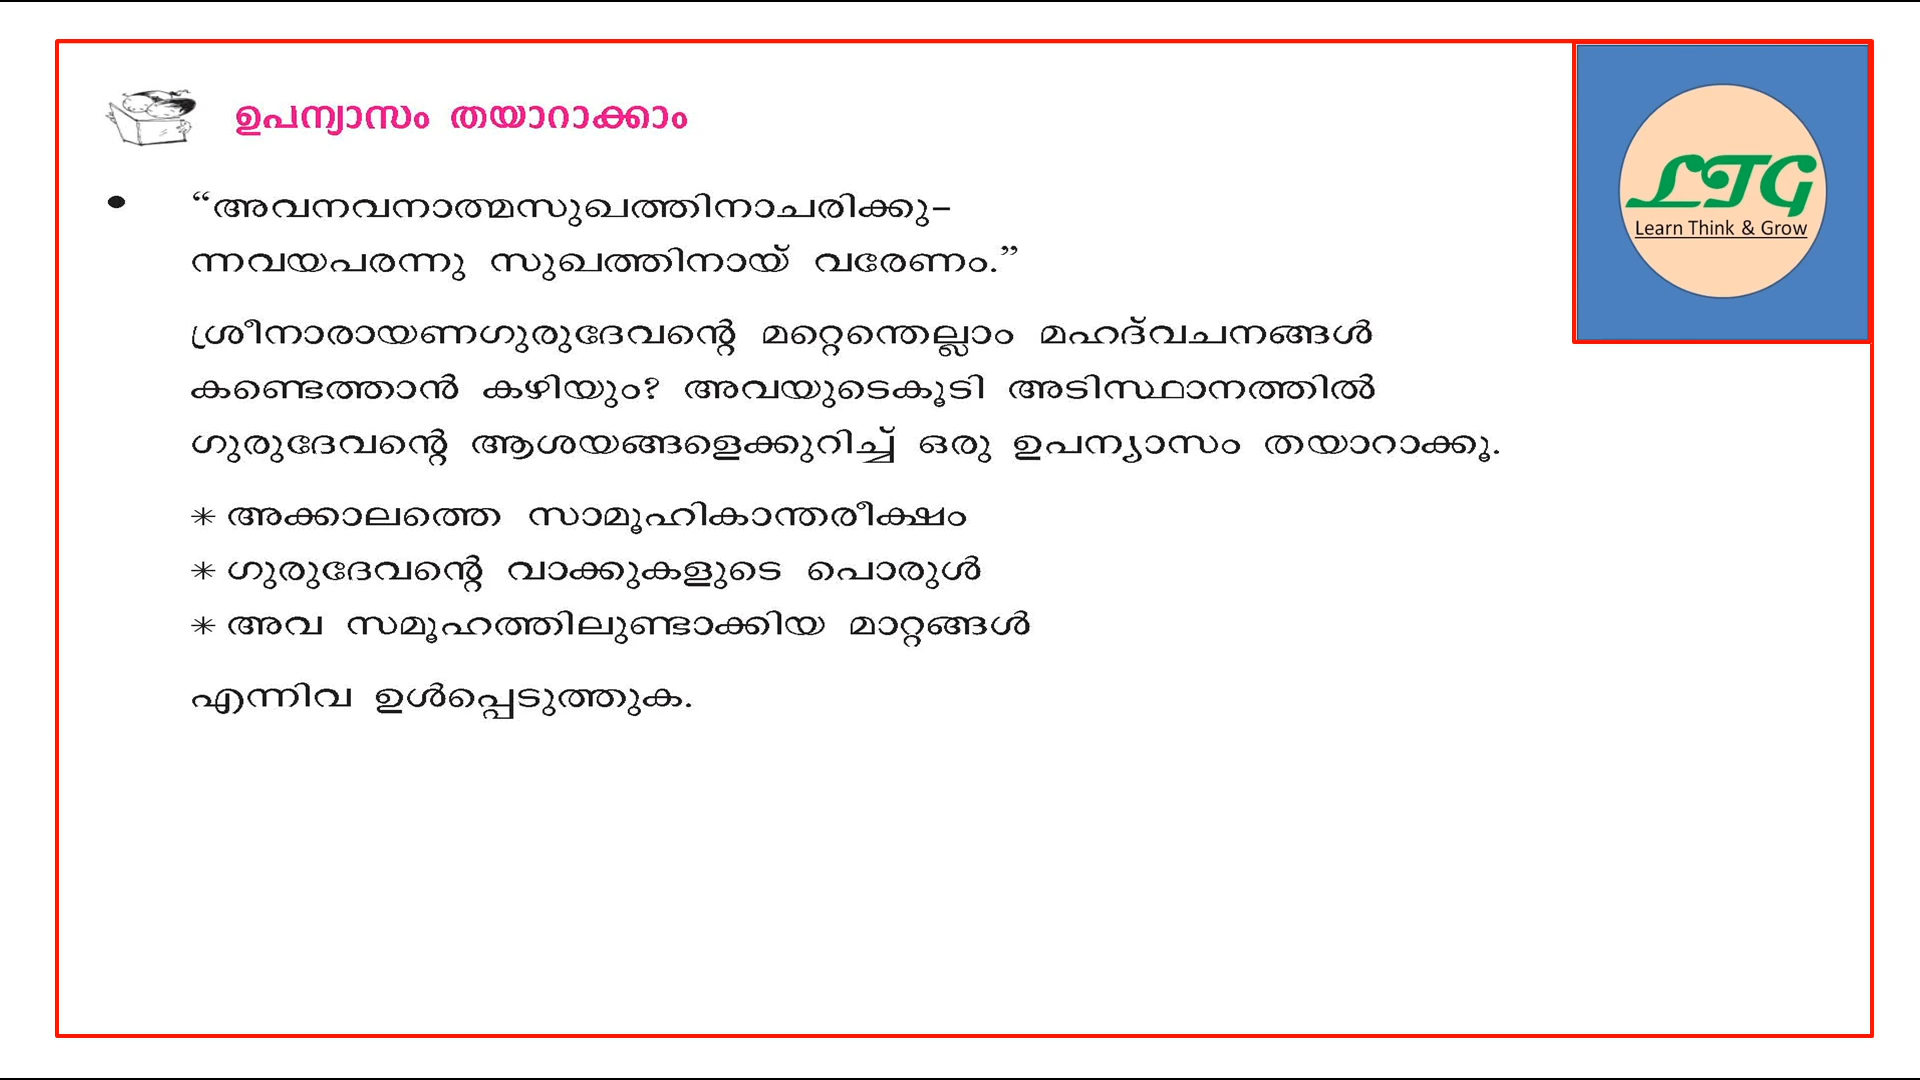 ഉപന്യാസം തയാറാക്കാം
LTG
Learn Think & Grow
• “അവനവനാത്മസുഖത്തിനാചരിക്കു-
ന്നവയപരന്നു സുഖത്തിനായ് വരേണം.”
ശ്രീനാരായണഗുരുദേവന്റെ മറ്റെന്തെല്ലാം മഹദ്‌വചനങ്ങൾ
കണ്ടെത്താൻ കഴിയും? അവയുടെകൂടി അടിസ്ഥാനത്തിൽ
ഗുരുദേവന്റെ ആശയങ്ങളെക്കുറിച്ച് ഒരു ഉപന്യാസം തയാറാക്കൂ.
* അക്കാലത്തെ സാമൂഹികാന്തരീക്ഷം
* ഗുരുദേവന്റെ വാക്കുകളുടെ പൊരുൾ
* അവ സമൂഹത്തിലുണ്ടാക്കിയ മാറ്റങ്ങൾ
എന്നിവ ഉൾപ്പെടുത്തുക.